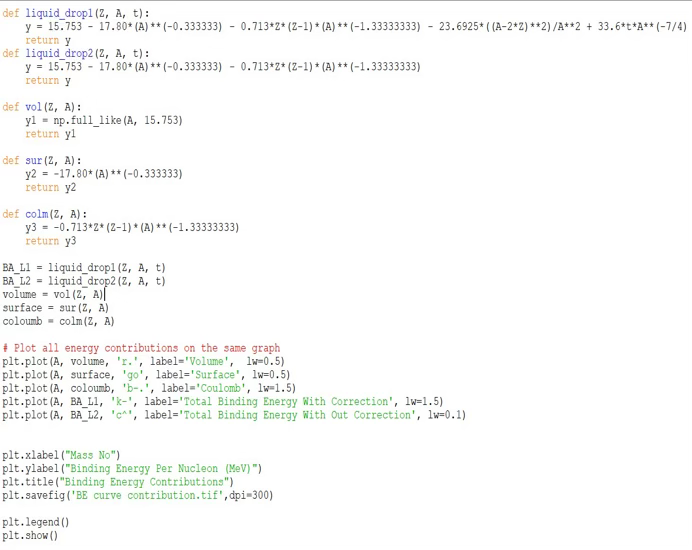 def liquid_drop1(Z, A, t):
    y = 15.753 - 17.80*(A)**(-0.333333) - 0.713*Z*(Z-1)*(A)**(-1.33333333) - 23.6925*((A-2*Z)**2)/A**2 + 33.6*t*A**(-7/4)
    return y
def liquid_drop2(Z, A, t):
    y = 15.753 - 17.80*(A)**(-0.333333) - 0.713*Z*(Z-1)*(A)**(-1.33333333)
    return y
def vol(Z, A):
    y1 = np.full_like(A, 15.753)
    return y1
def sur(Z, A):
    y2 = -17.80*(A)**(-0.333333)
    return y2
def colm(Z, A):
    y3 = -0.713*Z*(Z-1)*(A)**(-1.33333333)
    return y3
BA_L1 = liquid_drop1(Z, A, t)
BA_L2 = liquid_drop2(Z, A, t)
volume = vol(Z, A)
surface = sur(Z, A)
coloumb = colm(Z, A)
# Plot all energy contributions on the same graph
plt.plot(A, volume, 'r.', label='Volume',  lw=0.5)
plt.plot(A, surface, 'go', label='Surface', lw=0.5)
plt.plot(A, coloumb, 'b-.', label='Coulomb', lw=1.5)
plt.plot(A, BA_L1, 'k-', label='Total Binding Energy With Correction', lw=1.5)
plt.plot(A, BA_L2, 'c^', label='Total Binding Energy With Out Correction', lw=0.1)
plt.xlabel("Mass No")
plt.ylabel("Binding Energy Per Nucleon (MeV)")
plt.title("Binding Energy Contributions")
plt.savefig('BE curve contribution.tif',dpi=300)
plt.legend()
plt.show()